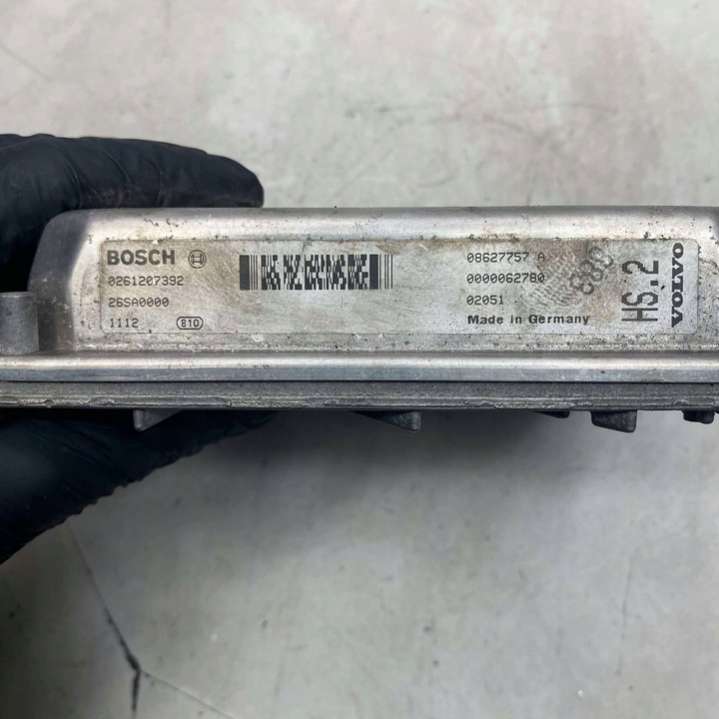 BOSCH
0261207392
26SA0000
1112 810
08627757 A
0000062780
02051
Made in Germany
HS.2
VOLVO